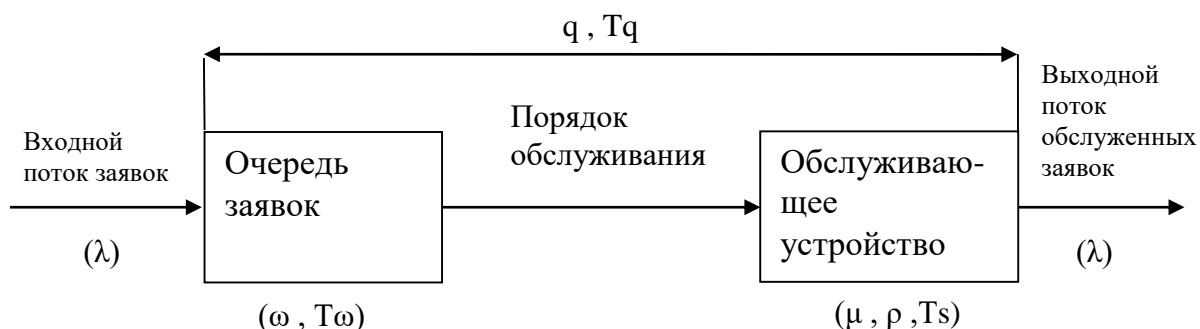 q , Tq
Входной
поток заявок
(λ)
Очередь
заявок
(ω , Tω)
Порядок
обслуживания
Обслуживаю-
щее
устройство
(μ , ρ ,Ts)
Выходной
поток
обслуженных
заявок
(λ)